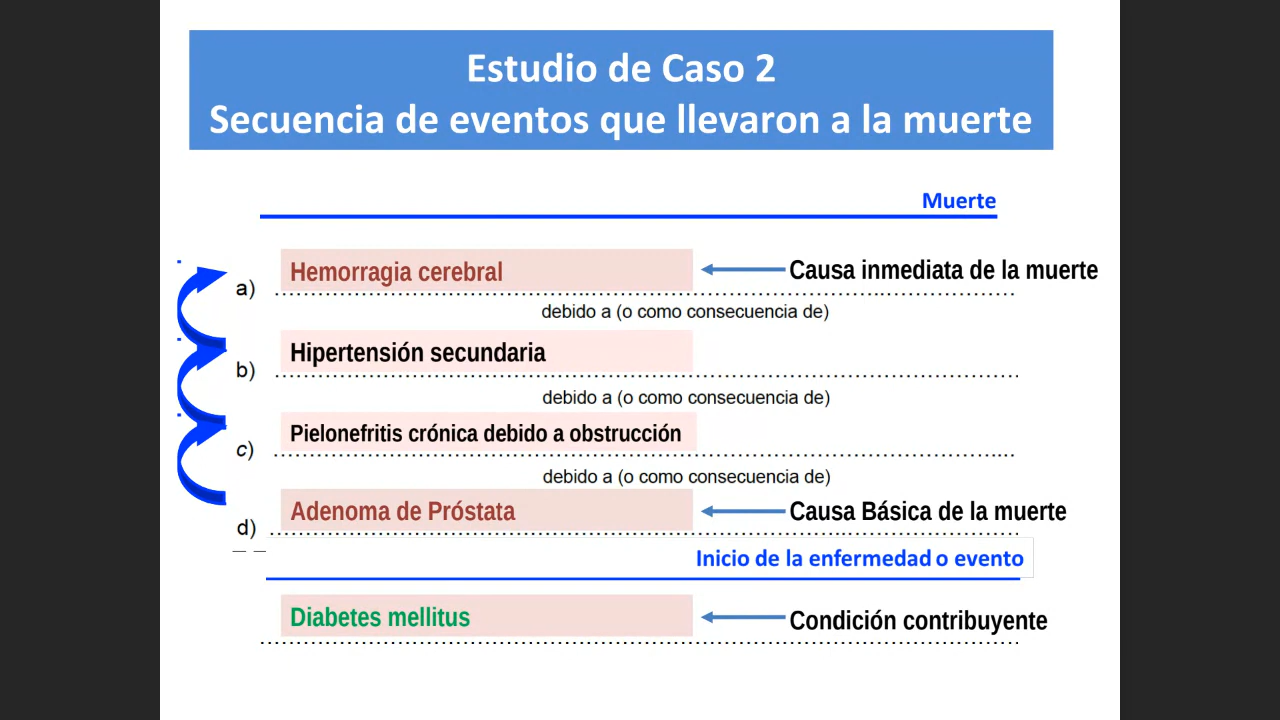 Estudio de Caso 2
Secuencia de eventos que llevaron a la muerte
Muerte
a) Hemorragia cerebral Causa inmediata de la muerte
debido a (o como consecuencia de)
b) Hipertensión secundaria
debido a (o como consecuencia de)
c) Pielonefritis crónica debido a obstrucción
debido a (o como consecuencia de)
d) Adenoma de Próstata Causa Básica de la muerte
Inicio de la enfermedad o evento
Diabetes mellitus Condición contribuyente